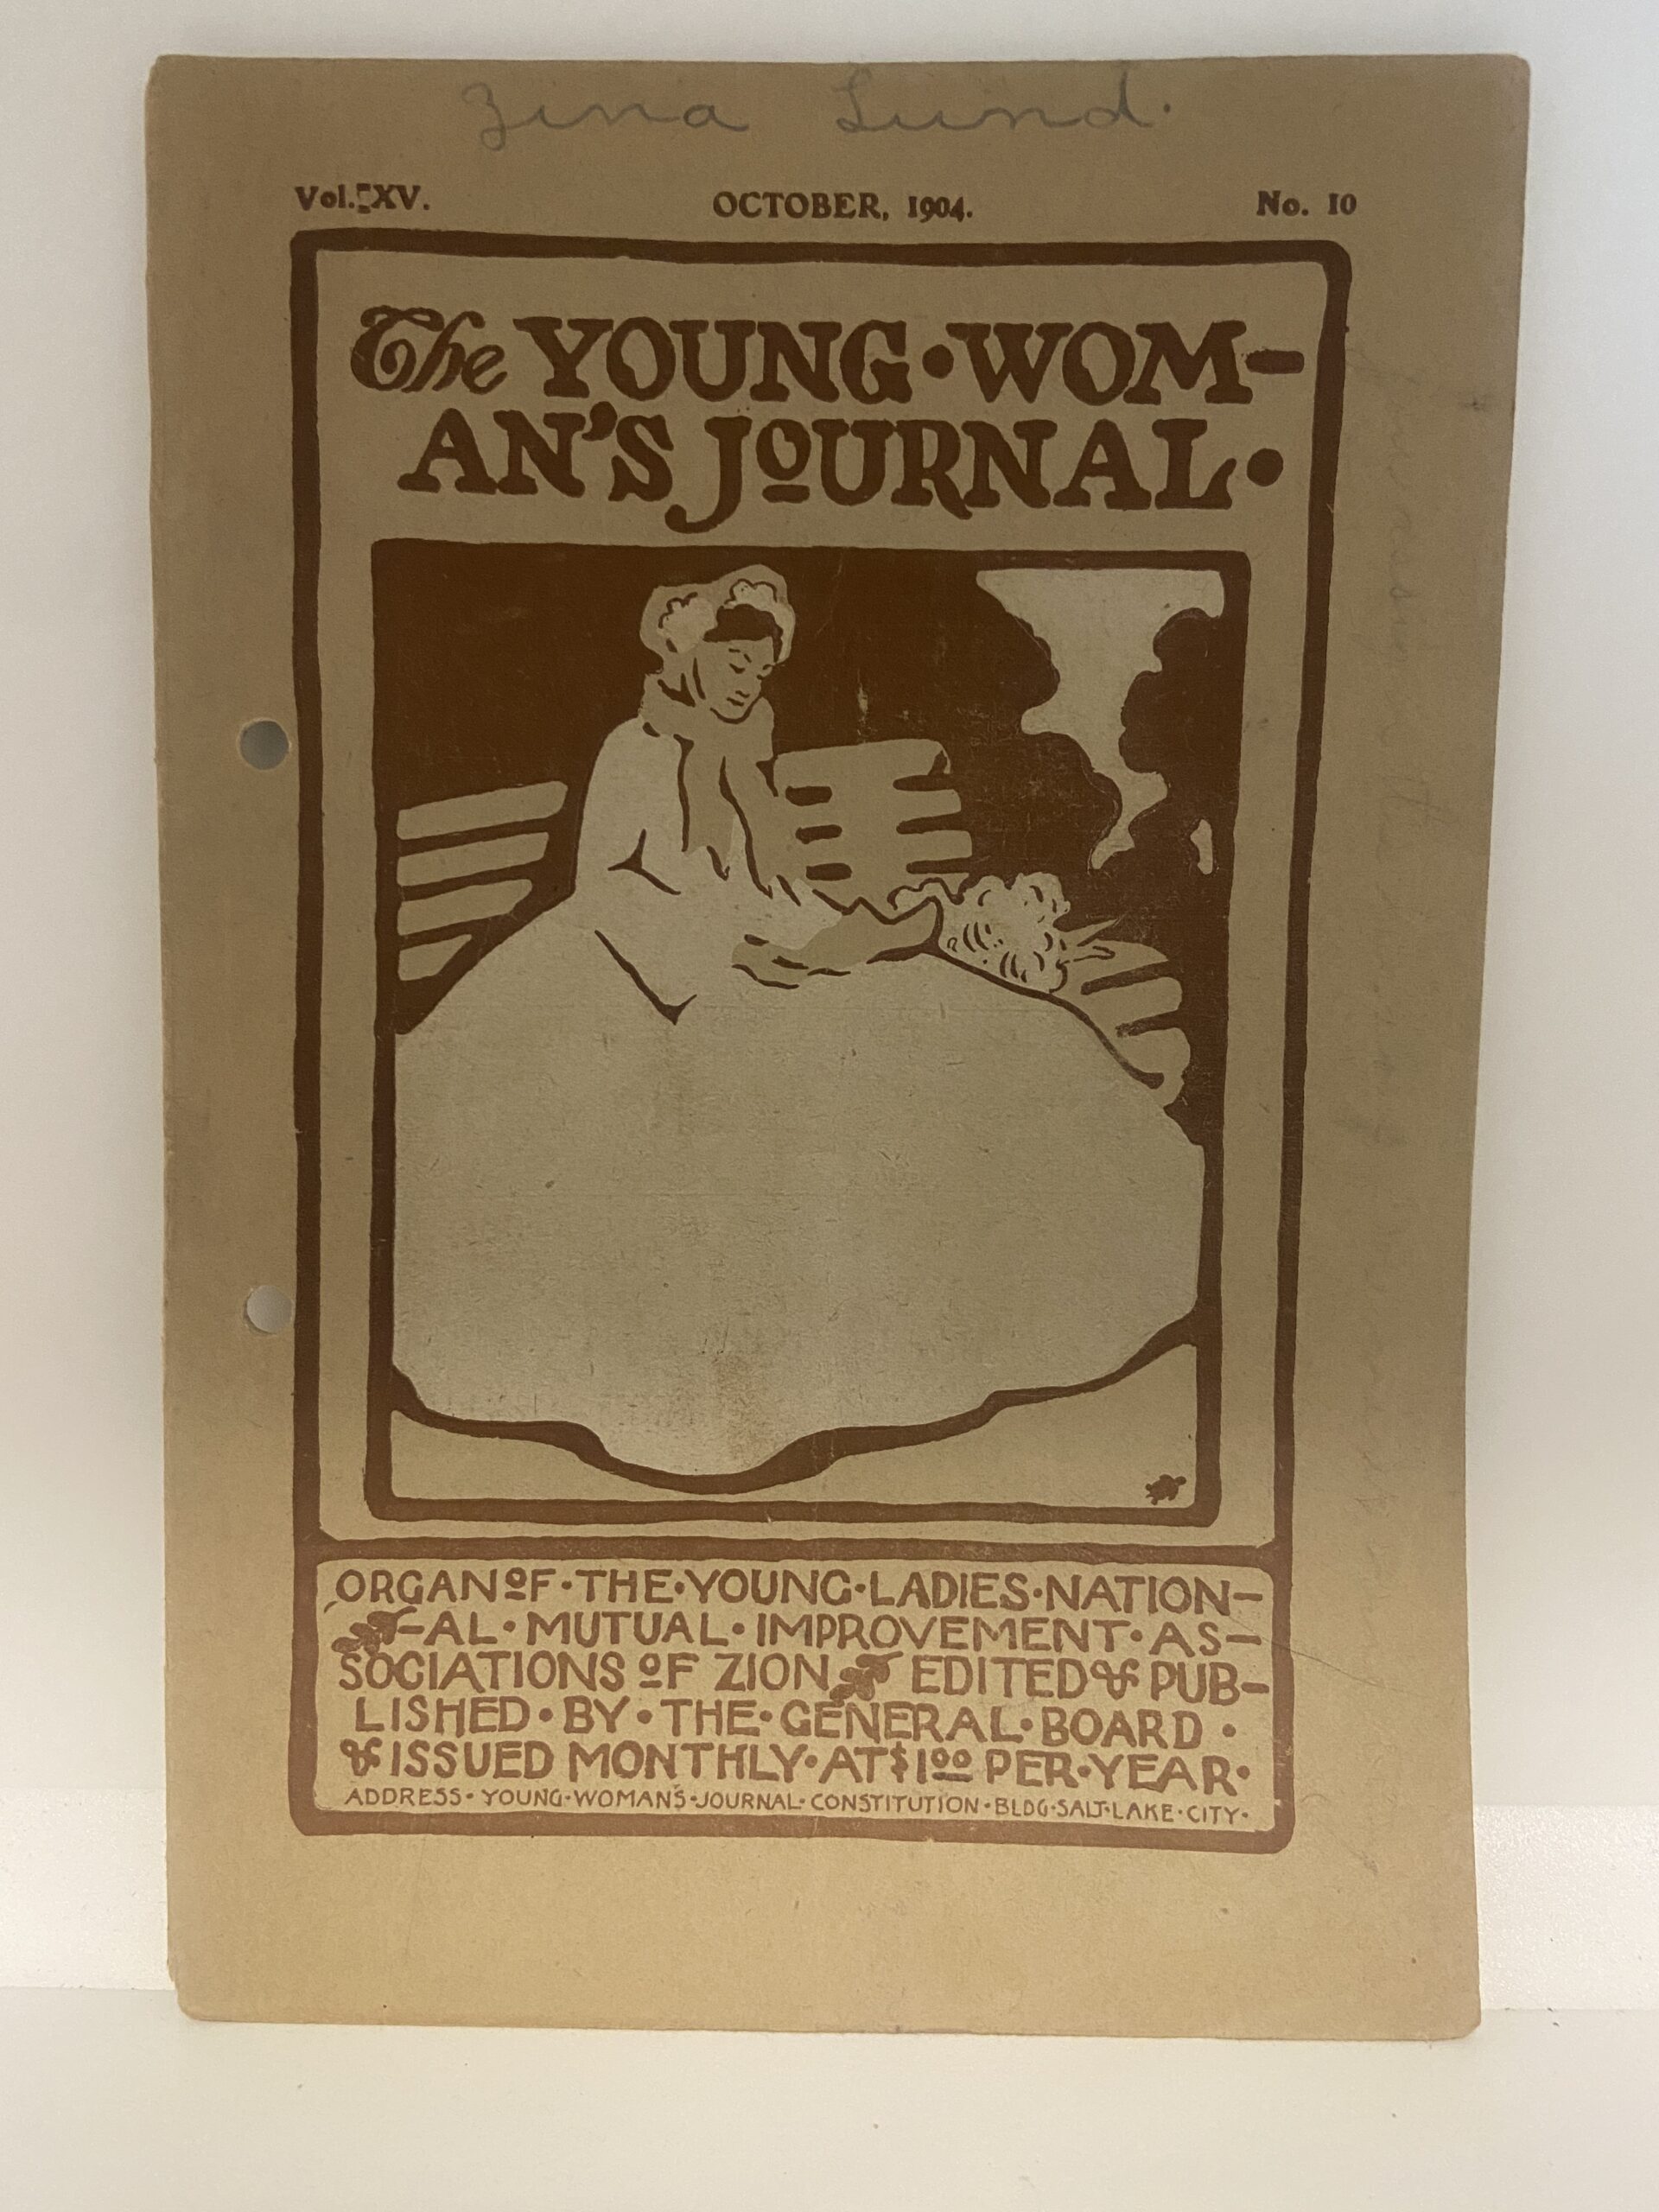 Zina Lund.
Vol. XV. OCTOBER, 1904. No. 10
The YOUNG·WOM-
AN'S JOURNAL·
ORGAN OF·THE·YOUNG·LADIES·NATION-
-AL·MUTUAL·IMPROVEMENT·AS-
SOCIATIONS OF ZION EDITED & PUB-
LISHED·BY·THE·GENERAL·BOARD·
& ISSUED MONTHLY·AT $1.00 PER·YEAR·
ADDRESS·YOUNG·WOMAN'S·JOURNAL·CONSTITUTION·BLDG·SALT·LAKE·CITY·